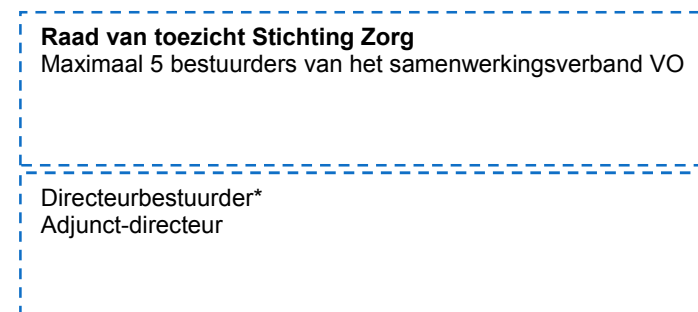 Raad van toezicht Stichting Zorg
Maximaal 5 bestuurders van het samenwerkingsverband VO
Directeurbestuurder*
Adjunct-directeur